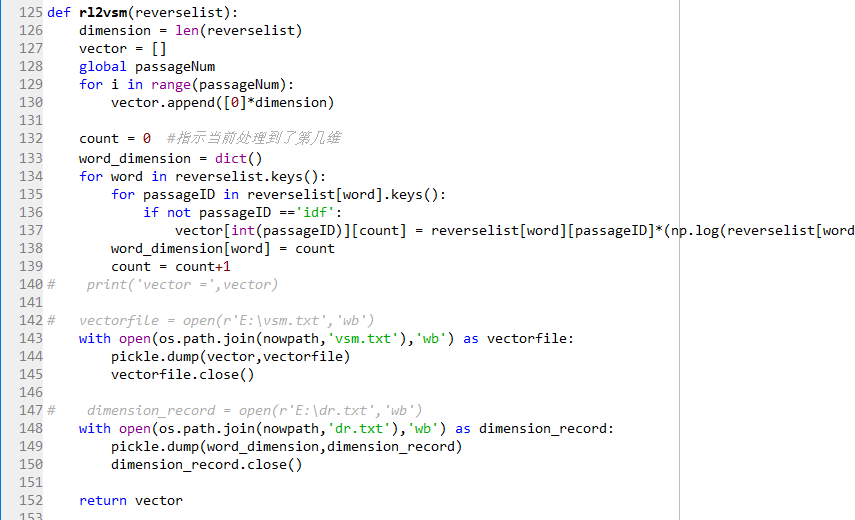 125 def rl2vsm(reverselist):
126     dimension = len(reverselist)
127     vector = []
128     global passageNum
129     for i in range(passageNum):
130         vector.append([0]*dimension)
131
132     count = 0  #指示当前处理到了第几维
133     word_dimension = dict()
134     for word in reverselist.keys():
135         for passageID in reverselist[word].keys():
136             if not passageID =='idf':
137                 vector[int(passageID)][count] = reverselist[word][passageID]*(np.log(reverselist[word
138         word_dimension[word] = count
139         count = count+1
140 #    print('vector =',vector)
141
142 #   vectorfile = open(r'E:\vsm.txt','wb')
143     with open(os.path.join(nowpath,'vsm.txt'),'wb') as vectorfile:
144         pickle.dump(vector,vectorfile)
145         vectorfile.close()
146
147 #    dimension_record = open(r'E:\dr.txt','wb')
148     with open(os.path.join(nowpath,'dr.txt'),'wb') as dimension_record:
149         pickle.dump(word_dimension,dimension_record)
150         dimension_record.close()
151
152     return vector
153